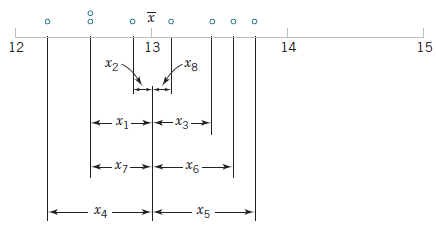 x̄
12 13 14 15
x₂ x₈
x₁ x₃
x₇ x₆
x₄ x₅